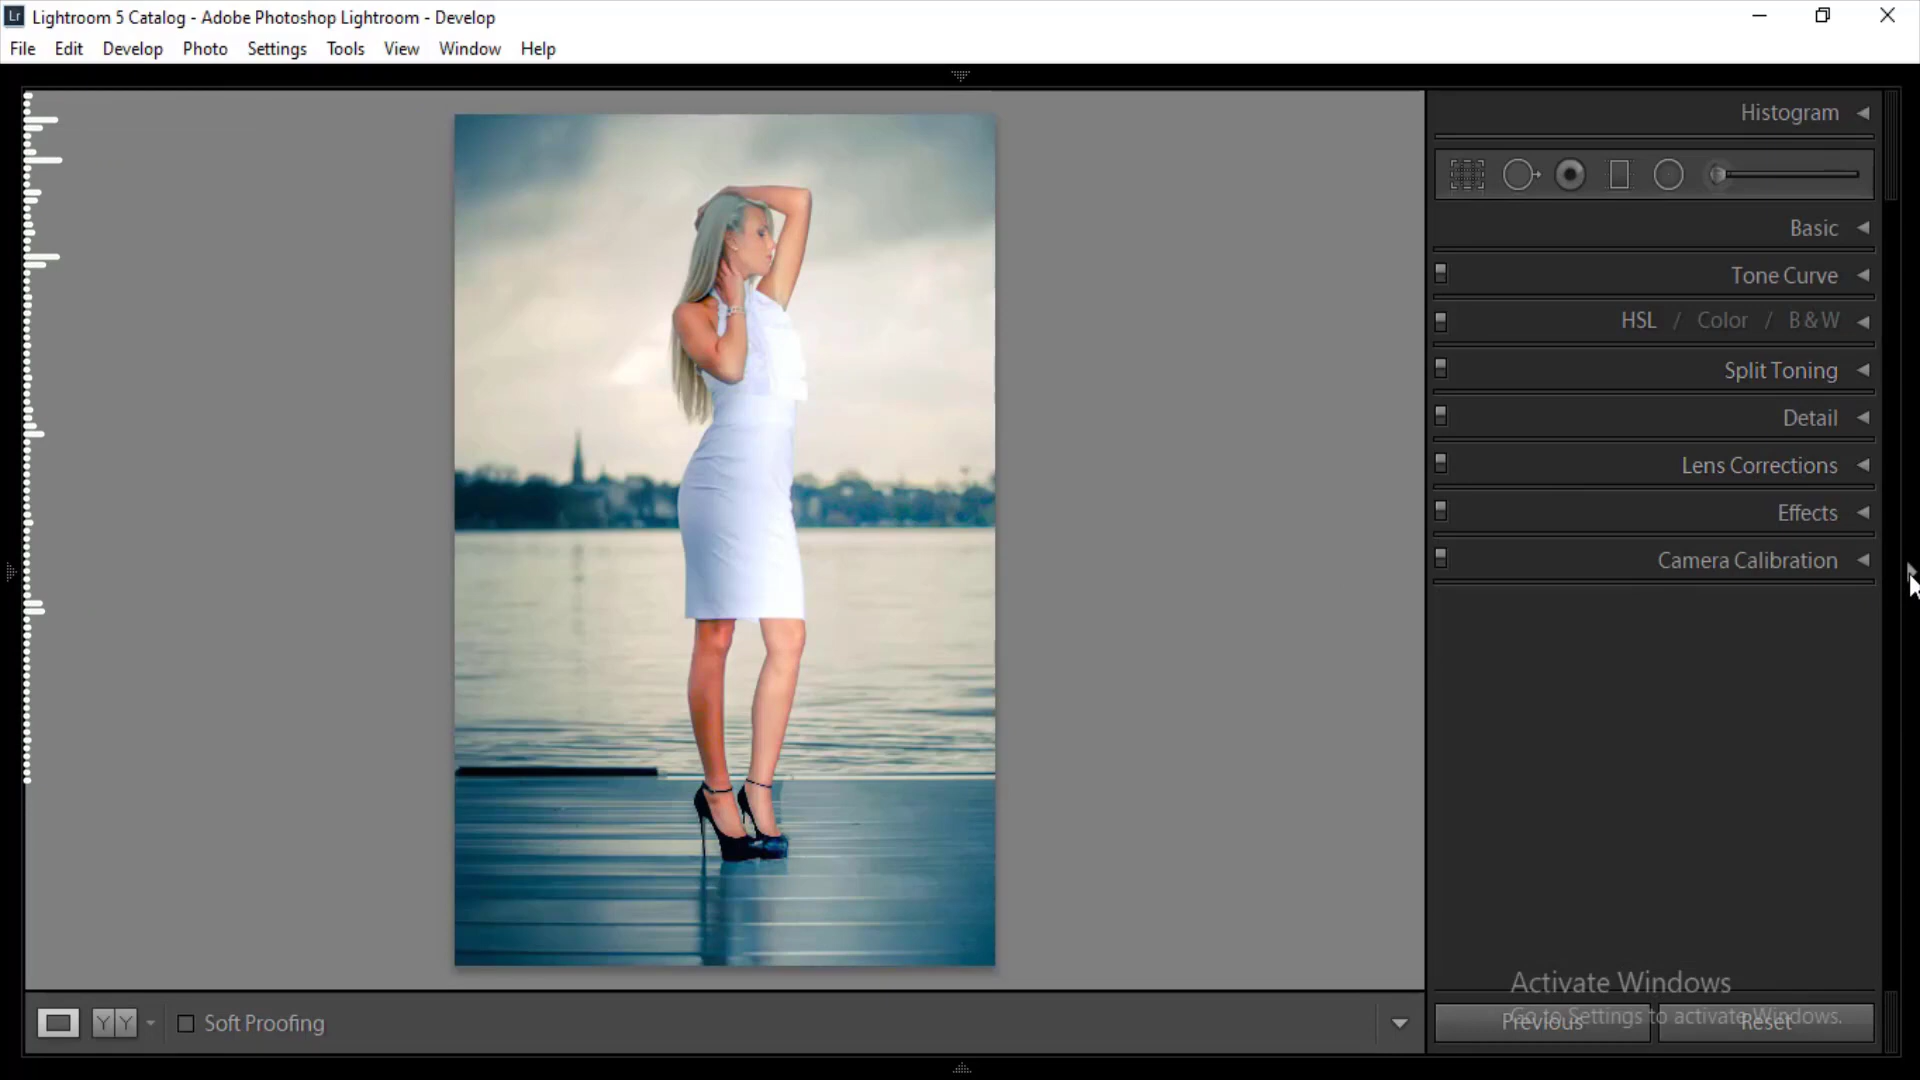 Lr Lightroom 5 Catalog - Adobe Photoshop Lightroom - Develop
File Edit Develop Photo Settings Tools View Window Help
Histogram
Basic
Tone Curve
HSL / Color / B & W
Split Toning
Detail
Lens Corrections
Effects
Camera Calibration
Activate Windows
Go to Settings to activate Windows.
Previous Reset
Y Y Soft Proofing